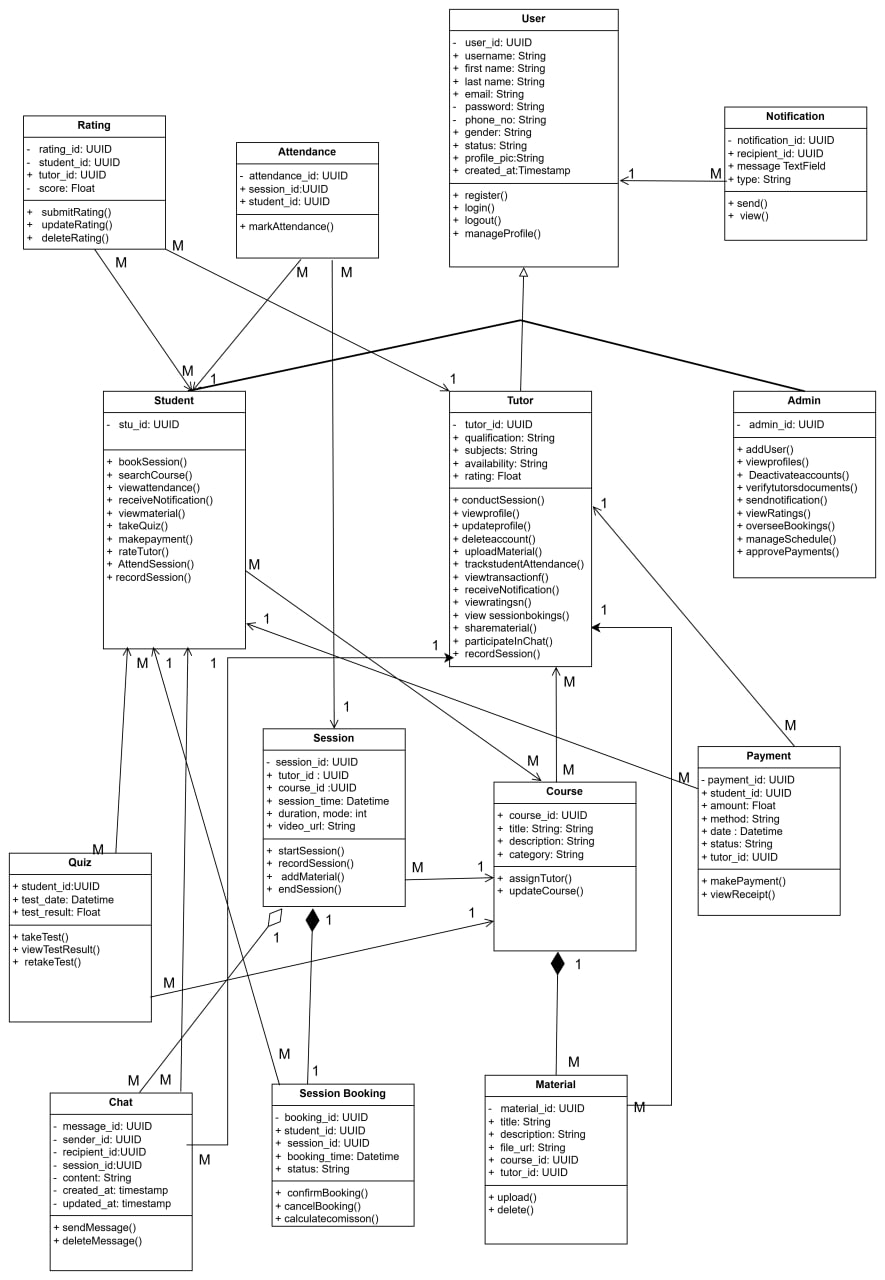 User
- user_id: UUID
+ username: String
+ first name: String
+ last name: String
+ email: String
- password: String
- phone_no: String
+ gender: String
+ status: String
+ profile_pic:String
+ created_at:Timestamp
+ register()
+ login()
+ logout()
+ manageProfile()
Notification
- notification_id: UUID
+ recipient_id: UUID
+ message TextField
+ type: String
+ send()
+ view()
1
M
Rating
- rating_id: UUID
- student_id: UUID
+ tutor_id: UUID
- score: Float
+ submitRating()
+ updateRating()
+ deleteRating()
Attendance
- attendance_id: UUID
+ session_id:UUID
+ student_id: UUID
+ markAttendance()
M
M
M
M
M
1
1
Student
- stu_id: UUID
+ bookSession()
+ searchCourse()
+ viewattendance()
+ receiveNotification()
+ viewmaterial()
+ takeQuiz()
+ makepayment()
+ rateTutor()
+ AttendSession()
+ recordSession()
Tutor
- tutor_id: UUID
+ qualification: String
+ subjects: String
+ availability: String
+ rating: Float
+ conductSession()
+ viewprofile()
+ updateprofile()
+ deleteaccount()
+ uploadMaterial()
+ trackstudentAttendance()
+ viewtransactionf()
+ receiveNotification()
+ viewratingsn()
+ view sessionbokings()
+ sharematerial()
+ participateInChat()
+ recordSession()
Admin
- admin_id: UUID
+ addUser()
+ viewprofiles()
+ Deactivateaccounts()
+ verifytutorsdocuments()
+ sendnotification()
+ viewRatings()
+ overseeBookings()
+ manageSchedule()
+ approvePayments()
1
M
1
1
M
1
1
1
M
1
M
M
M
M
Session
- session_id: UUID
+ tutor_id : UUID
+ course_id :UUID
+ session_time: Datetime
+ duration, mode: int
+ video_url: String
+ startSession()
+ recordSession()
+ addMaterial()
+ endSession()
Course
+ course_id: UUID
+ title: String: String
+ description: String
+ category: String
+ assignTutor()
+ updateCourse()
Payment
- payment_id: UUID
+ student_id: UUID
+ amount: Float
+ method: String
+ date : Datetime
+ status: String
+ tutor_id: UUID
+ makePayment()
+ viewReceipt()
M
Quiz
+ student_id:UUID
+ test_date: Datetime
+ test_result: Float
+ takeTest()
+ viewTestResult()
+ retakeTest()
M
1
1
1
1
1
M
M
M
M
1
M
M
M
Chat
- message_id: UUID
- sender_id: UUID
- recipient_id:UUID
- session_id:UUID
- content: String
- created_at: timestamp
- updated_at: timestamp
+ sendMessage()
+ deleteMessage()
Session Booking
- booking_id: UUID
+ student_id: UUID
+ session_id: UUID
+ booking_time: Datetime
+ status: String
+ confirmBooking()
+ cancelBooking()
+ calculatecomisson()
Material
- material_id: UUID
+ title: String
+ description: String
+ file_url: String
+ course_id: UUID
+ tutor_id: UUID
+ upload()
+ delete()